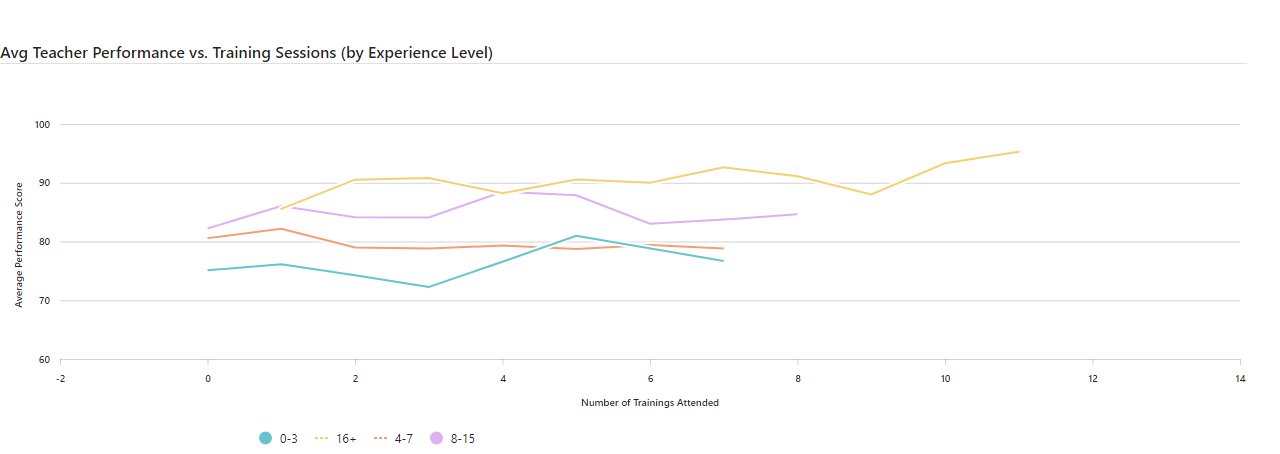 Avg Teacher Performance vs. Training Sessions (by Experience Level)
100
90
80
70
60
Average Performance Score
-2 0 2 4 6 8 10 12 14
Number of Trainings Attended
0-3 16+ 4-7 8-15